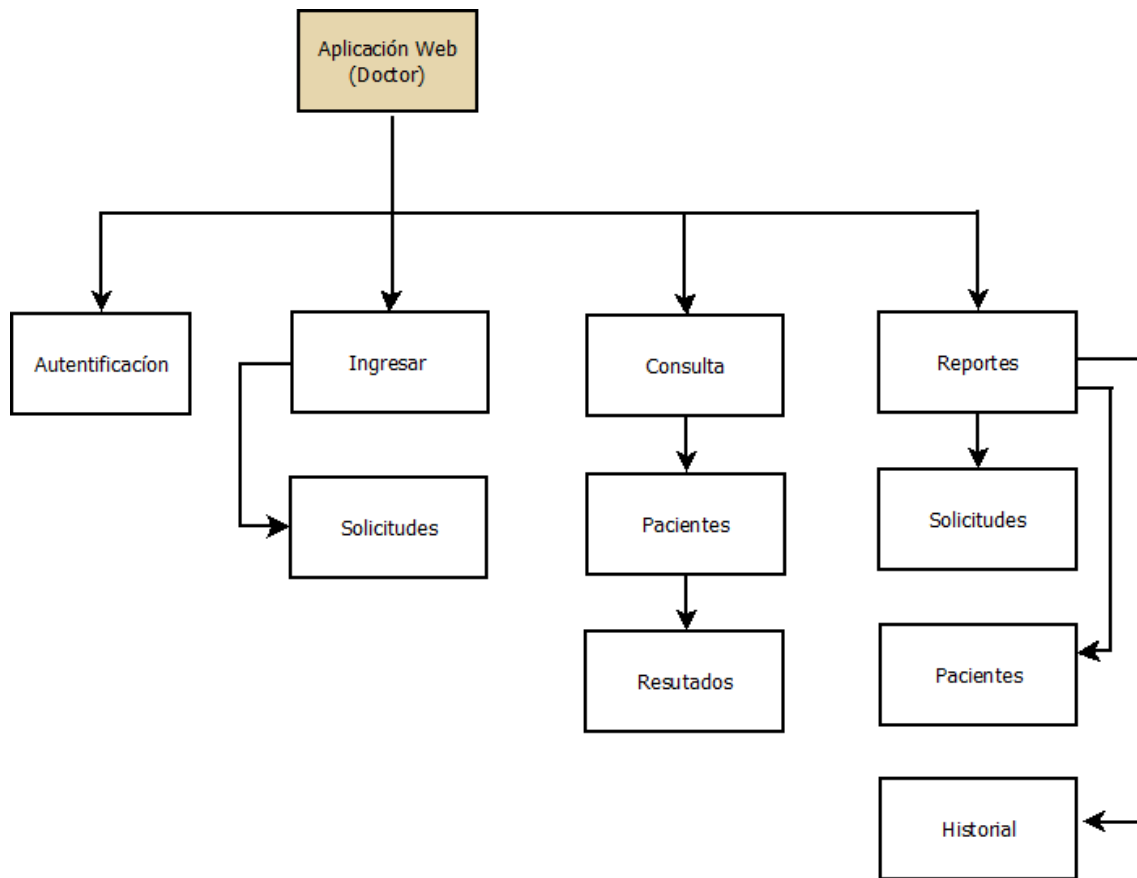 Aplicación Web
(Doctor)
Autentificacíon
Ingresar
Consulta
Reportes
Solicitudes
Pacientes
Solicitudes
Resutados
Pacientes
Historial